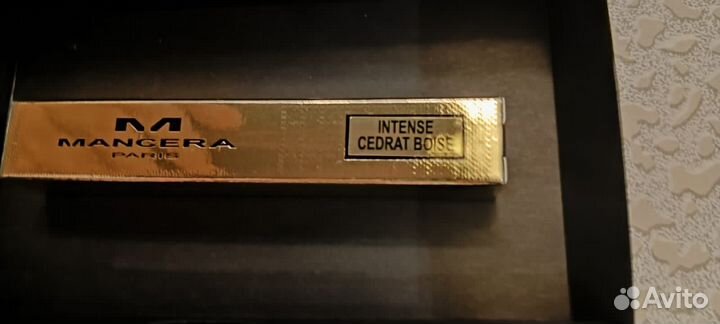 M
MANCERA
PARIS
INTENSE
CEDRAT BOISE
Avito